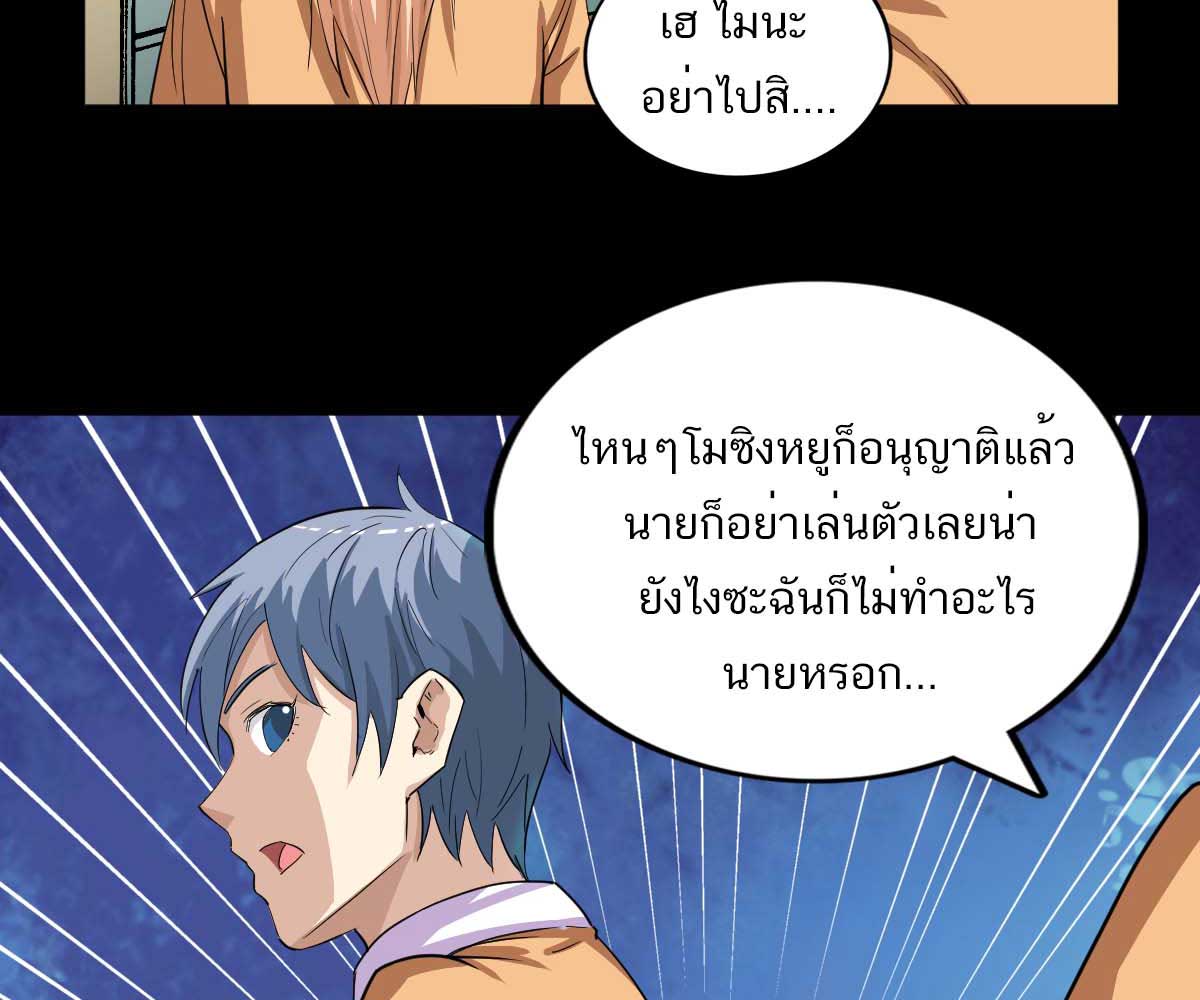 เฮ ไมนะ
อย่าไปสิ....
ไหนๆโมซิงหยูก็อนุญาติแล้ว
นายก็อย่าเล่นตัวเลยน่า
ยังไงซะฉันก็ไม่ทำอะไร
นายหรอก...